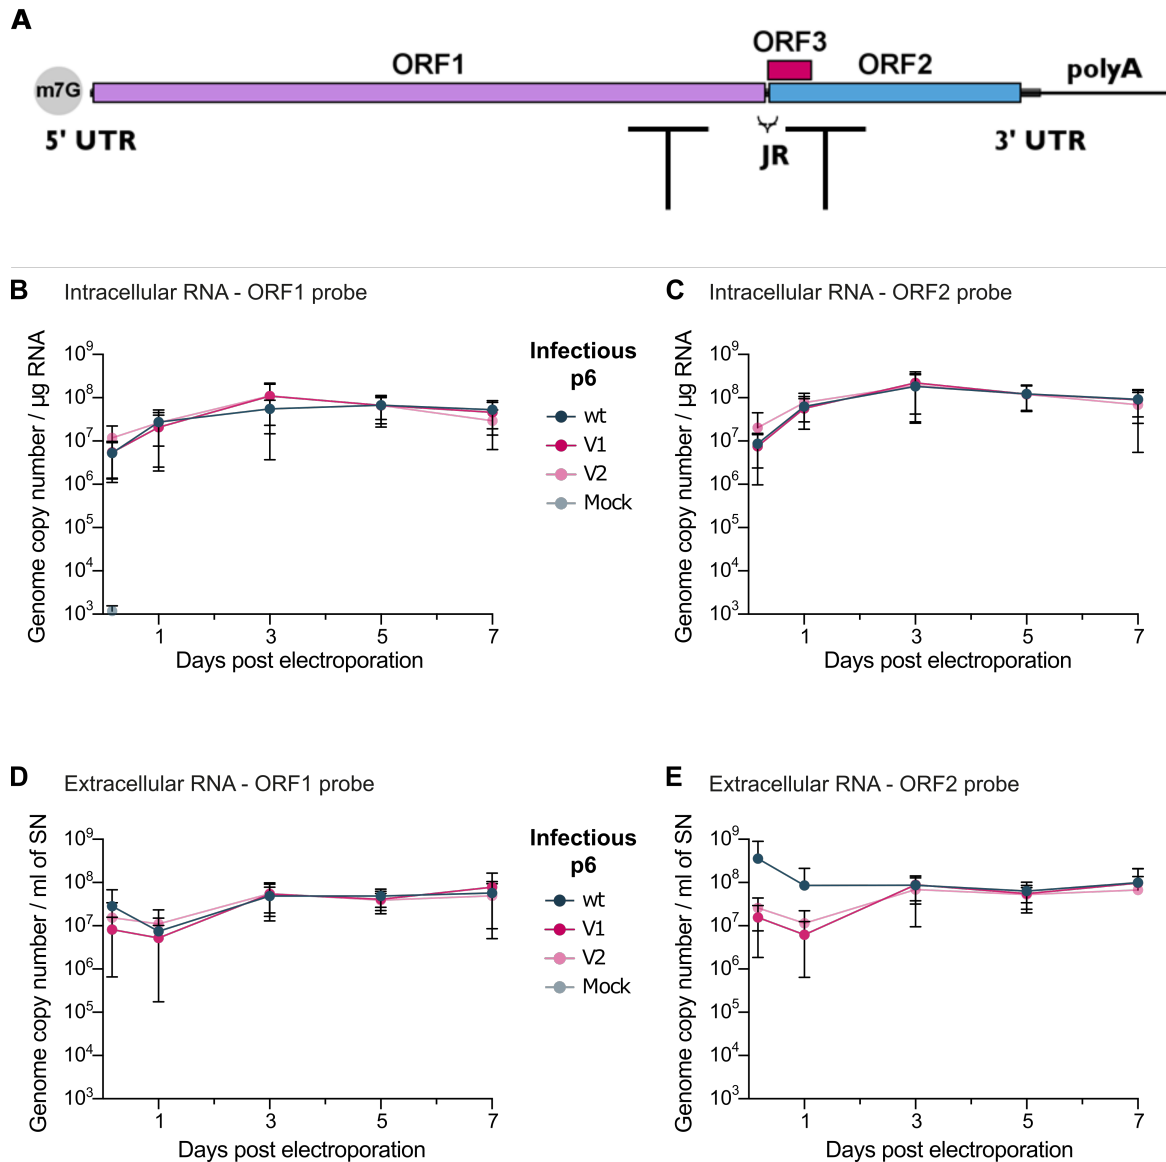 A
ORF3
ORF1
ORF2
polyA
m7G
5' UTR
JR
3' UTR
B
Intracellular RNA - ORF1 probe
Genome copy number / µg RNA
10⁹
10⁸
10⁷
10⁶
10⁵
10⁴
10³
1
3
5
7
Days post electroporation
Infectious
p6
wt
V1
V2
Mock
C
Intracellular RNA - ORF2 probe
Genome copy number / µg RNA
10⁹
10⁸
10⁷
10⁶
10⁵
10⁴
10³
1
3
5
7
Days post electroporation
D
Extracellular RNA - ORF1 probe
Genome copy number / ml of SN
10⁹
10⁸
10⁷
10⁶
10⁵
10⁴
10³
1
3
5
7
Days post electroporation
Infectious
p6
wt
V1
V2
Mock
E
Extracellular RNA - ORF2 probe
Genome copy number / ml of SN
10⁹
10⁸
10⁷
10⁶
10⁵
10⁴
10³
1
3
5
7
Days post electroporation